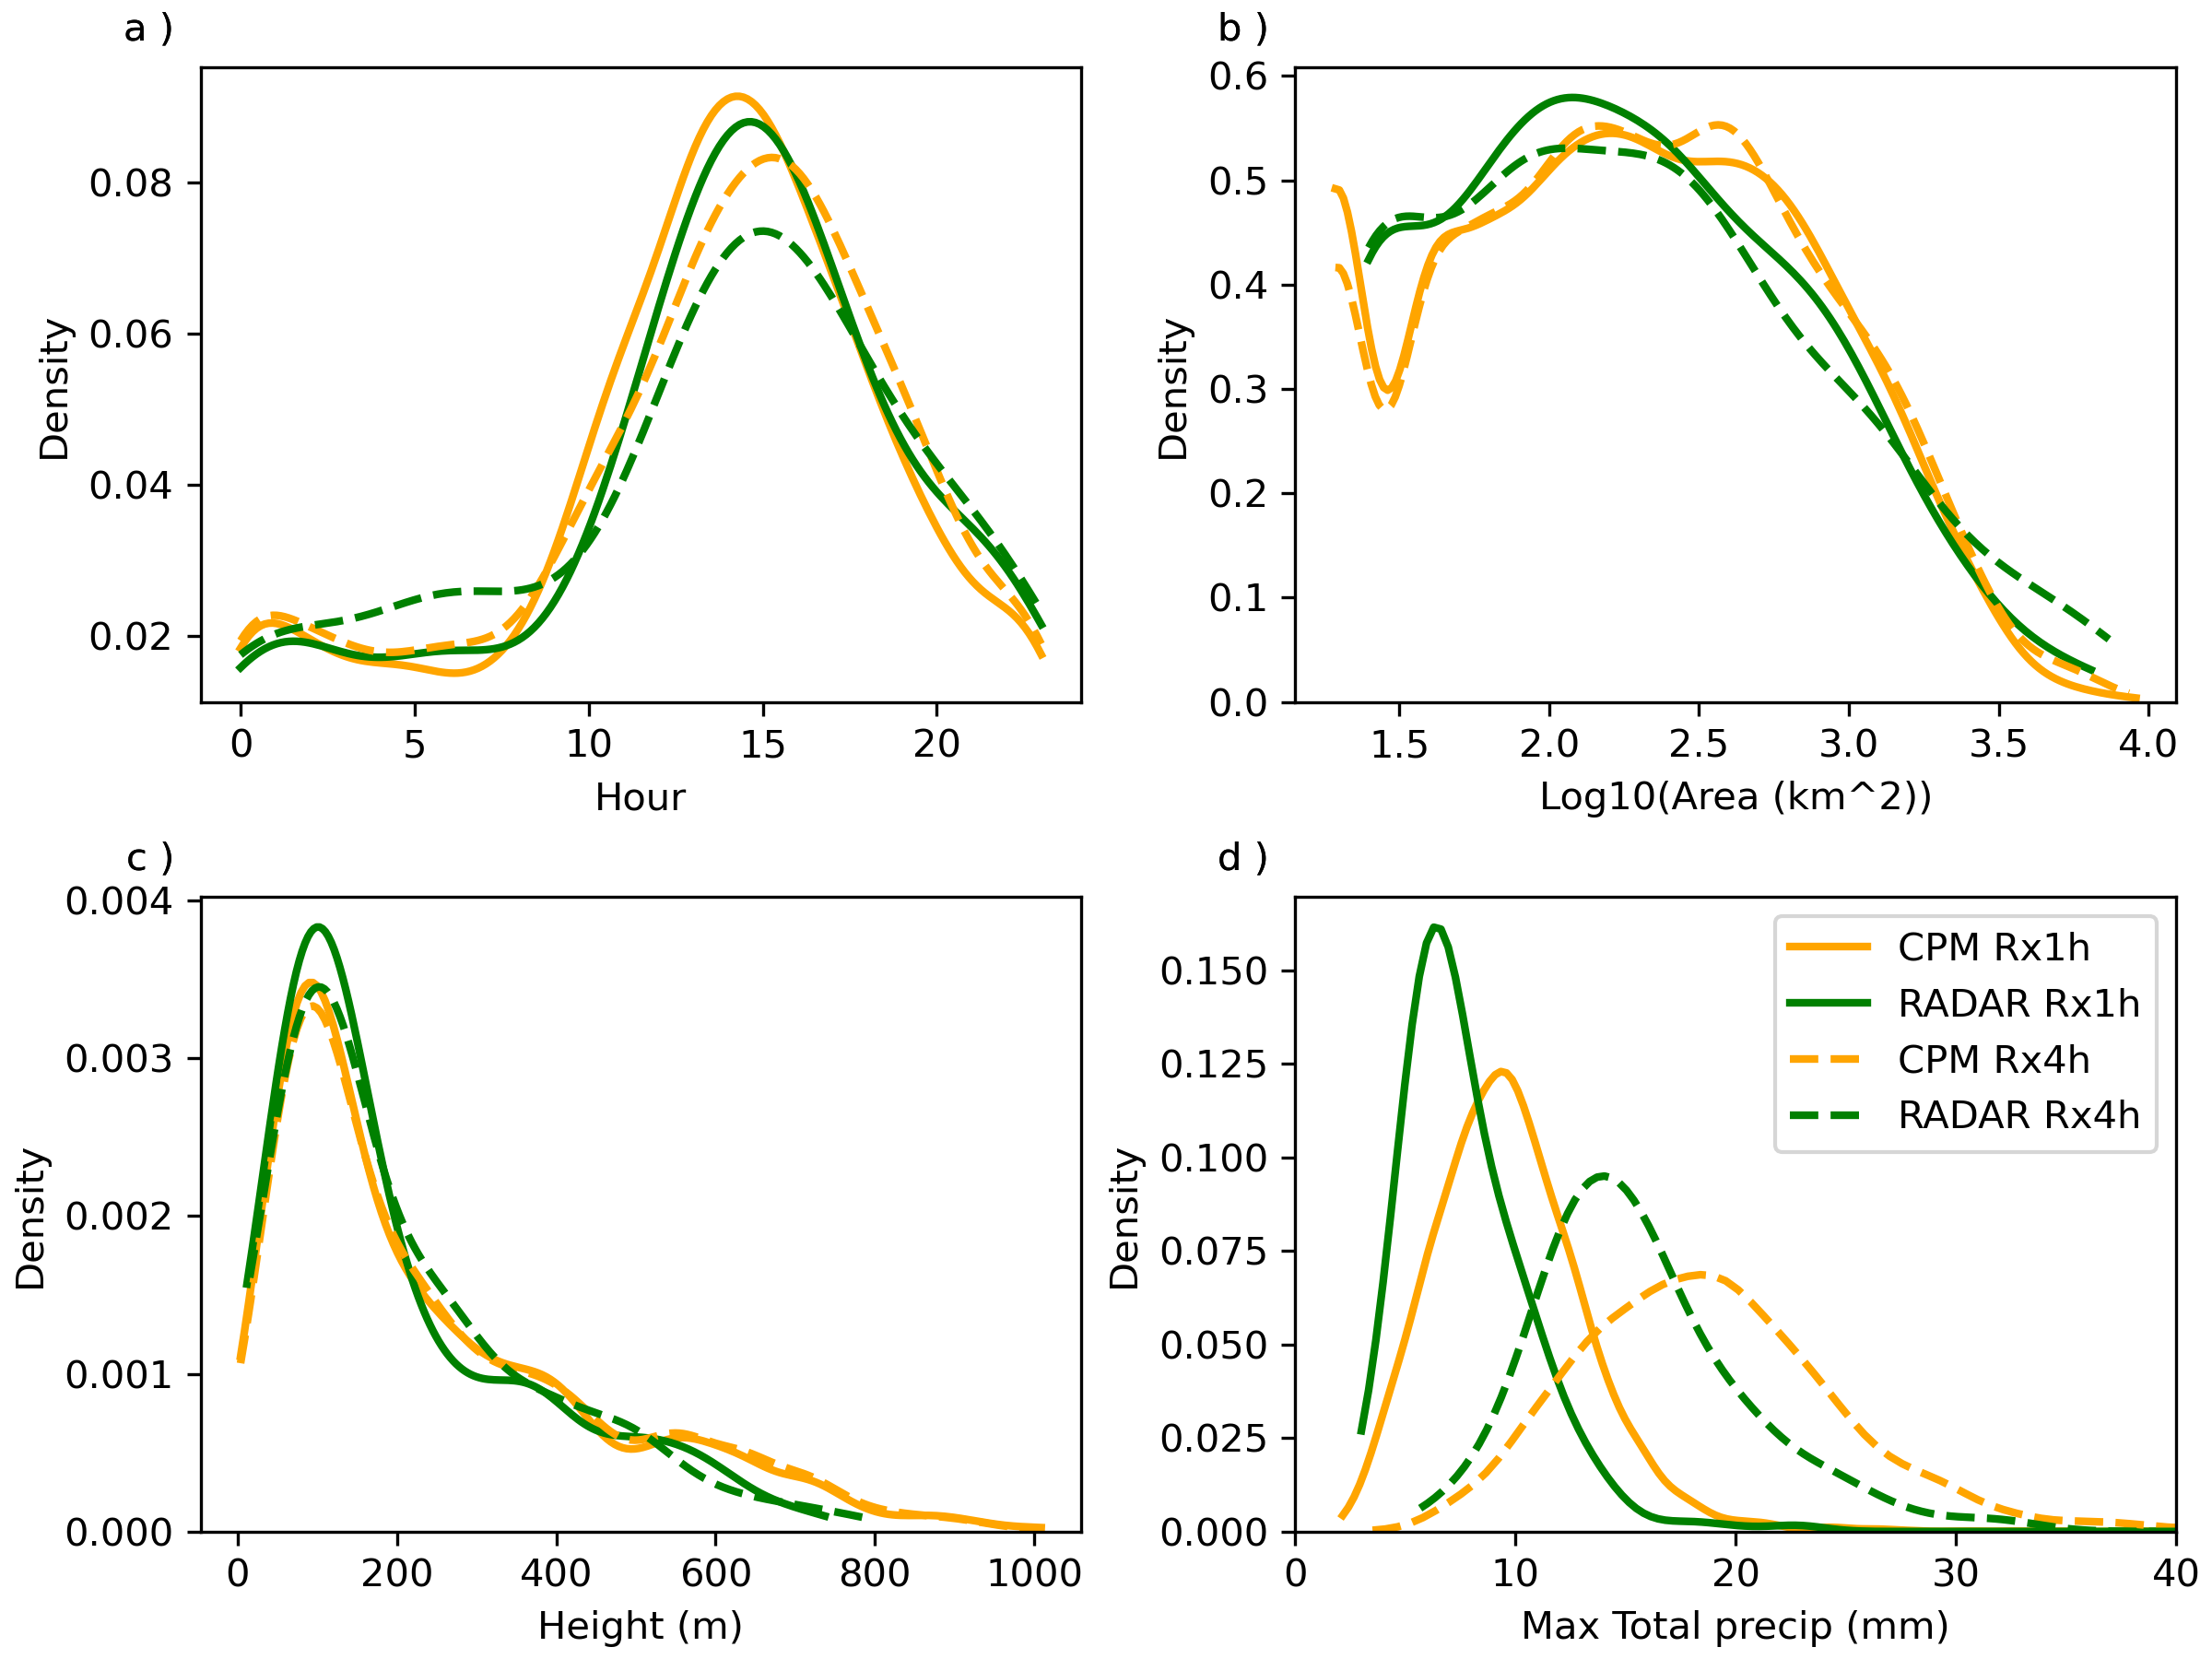 a )
Density
0.08
0.06
0.04
0.02
0 5 10 15 20
Hour
b )
Density
0.6
0.5
0.4
0.3
0.2
0.1
0.0
1.5 2.0 2.5 3.0 3.5 4.0
Log10(Area (km^2))
c )
Density
0.004
0.003
0.002
0.001
0.000
0 200 400 600 800 1000
Height (m)
d )
Density
0.150
0.125
0.100
0.075
0.050
0.025
0.000
0 10 20 30 40
Max Total precip (mm)
CPM Rx1h
RADAR Rx1h
CPM Rx4h
RADAR Rx4h